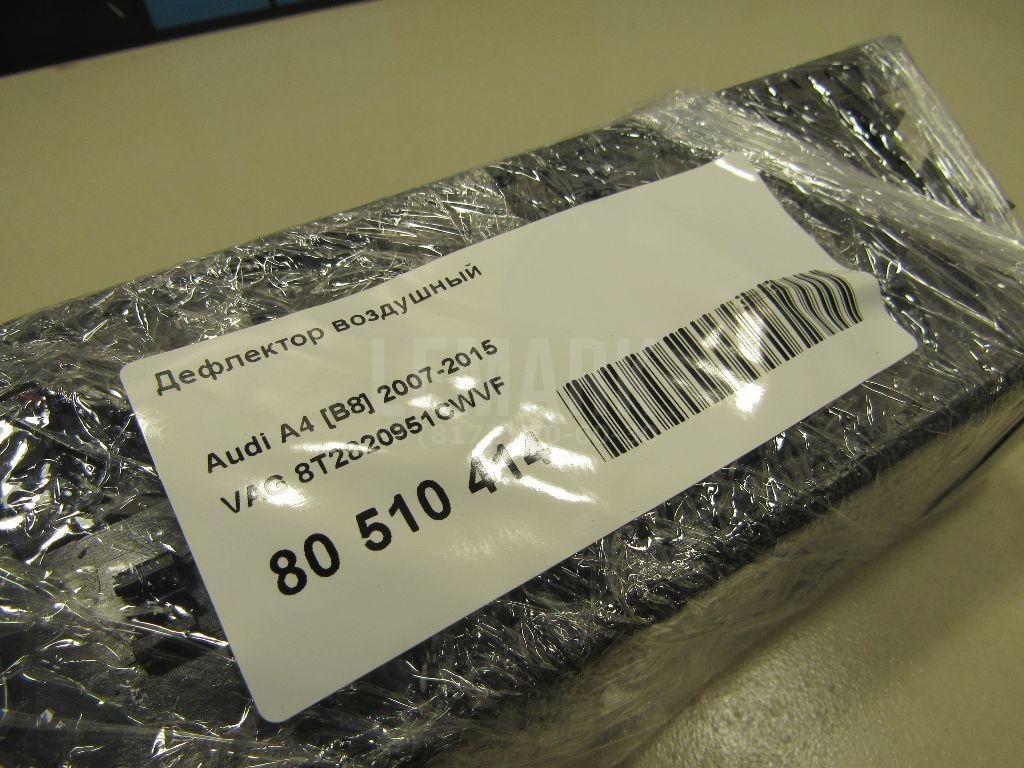 Дефлектор воздушный
Audi A4 [B8] 2007-2015
VAG 8T2820951CWVF
80 510 414